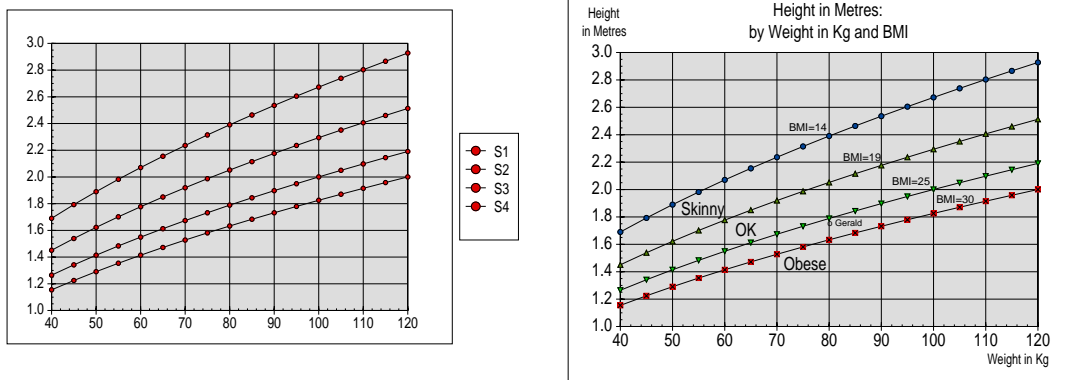 3.0
2.8
2.6
2.4
2.2
2.0
1.8
1.6
1.4
1.2
1.0
40 50 60 70 80 90 100 110 120
S1
S2
S3
S4
Height
in Metres
Height in Metres:
by Weight in Kg and BMI
3.0
2.8
2.6
2.4
2.2
2.0
1.8
1.6
1.4
1.2
1.0
BMI=14
BMI=19
BMI=25
BMI=30
Skinny
OK
o Gerald
Obese
40 50 60 70 80 90 100 110 120
Weight in Kg